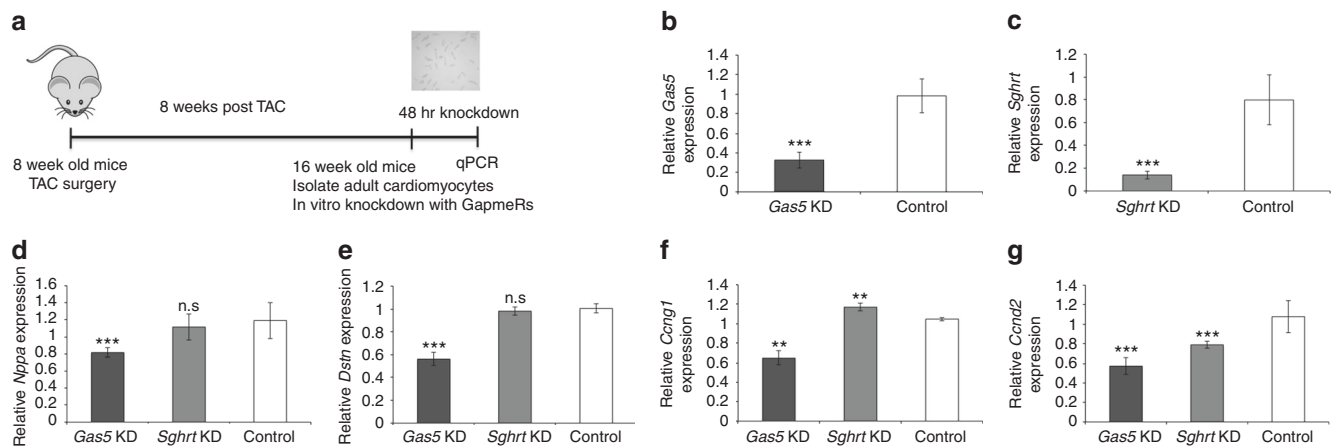 a
8 weeks post TAC
48 hr knockdown
8 week old mice
TAC surgery
16 week old mice
Isolate adult cardiomyocytes
In vitro knockdown with GapmeRs
qPCR
b
Relative Gas5
expression
1.4
1.2
1
0.8
0.6
0.4
0.2
0
***
Gas5 KD
Control
c
Relative Sghrt
expression
1.2
1
0.8
0.6
0.4
0.2
0
***
Sghrt KD
Control
d
Relative Nppa expression
1.6
1.4
1.2
1
0.8
0.6
0.4
0.2
0
***
n.s
Gas5 KD
Sghrt KD
Control
e
Relative Dstn expression
1.2
1
0.8
0.6
0.4
0.2
0
***
n.s
Gas5 KD
Sghrt KD
Control
f
Relative Ccng1
expression
1.4
1.2
1
0.8
0.6
0.4
0.2
0
**
**
Gas5 KD
Sghrt KD
Control
g
Relative Ccnd2
expression
1.4
1.2
1
0.8
0.6
0.4
0.2
0
***
***
Gas5 KD
Sghrt KD
Control